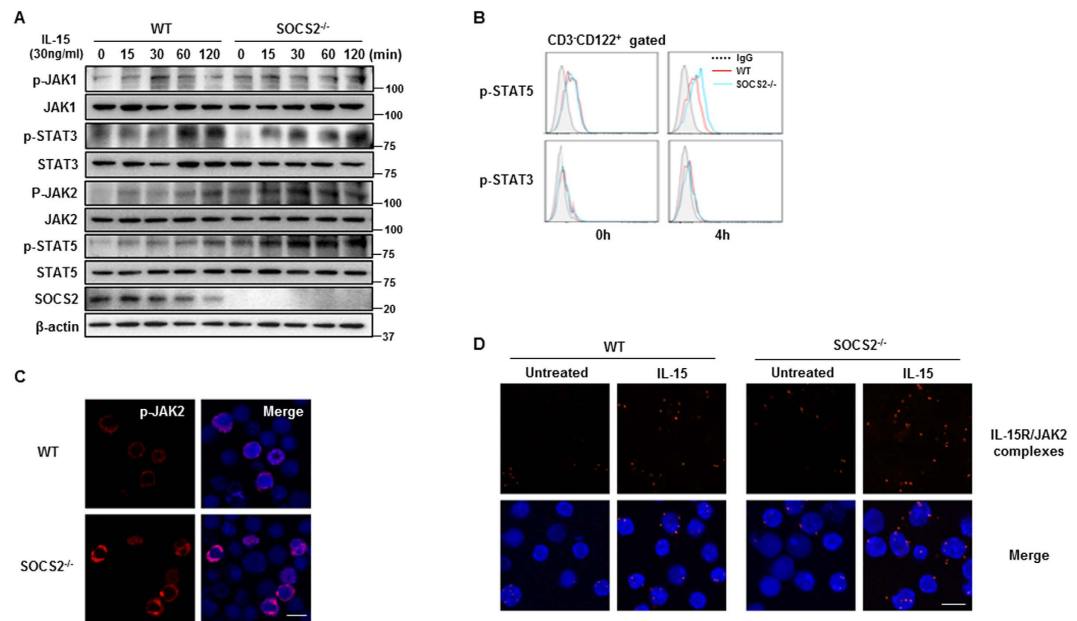 A
IL-15
(30ng/ml)
WT
SOCS2-/-
0 15 30 60 120 0 15 30 60 120 (min)
p-JAK1
100
JAK1
100
p-STAT3
75
STAT3
75
P-JAK2
100
JAK2
100
p-STAT5
75
STAT5
75
SOCS2
20
β-actin
37
B
CD3-CD122+ gated
IgG
WT
SOCS2-/-
p-STAT5
p-STAT3
0h 4h
C
p-JAK2 Merge
WT
SOCS2-/-
D
WT SOCS2-/-
Untreated IL-15 Untreated IL-15
IL-15R/JAK2
complexes
Merge